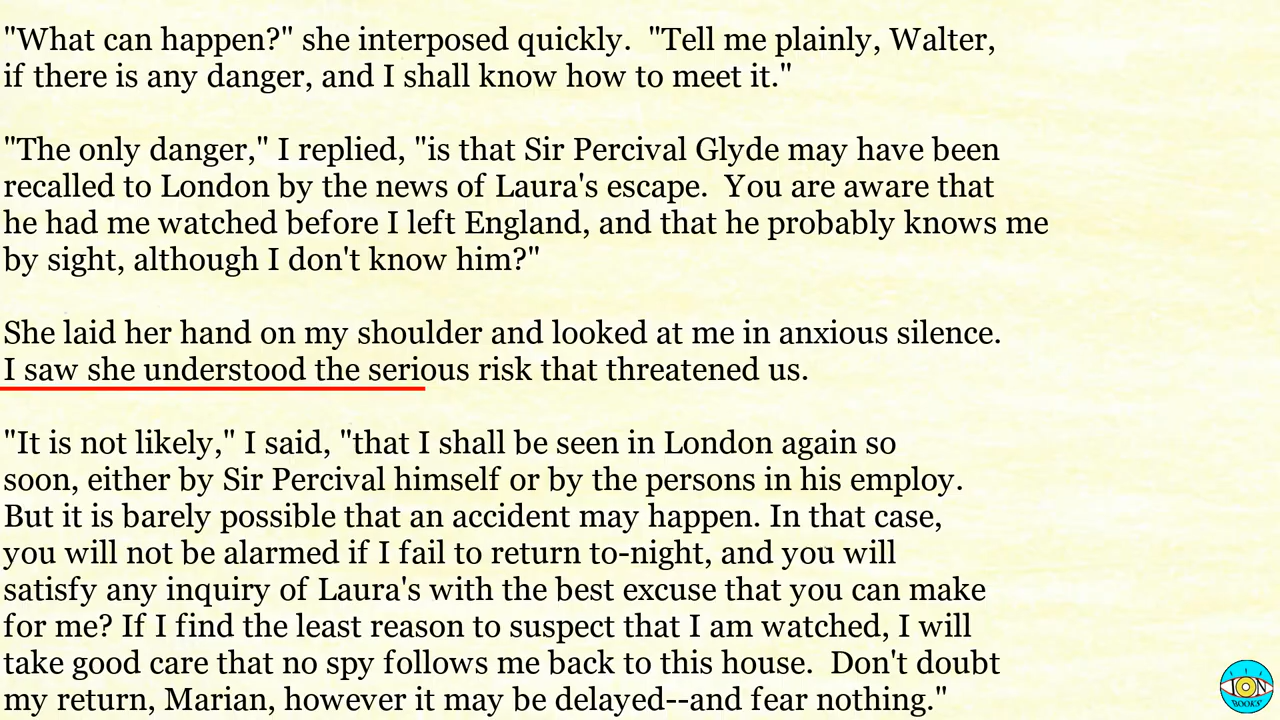 "What can happen?" she interposed quickly.  "Tell me plainly, Walter,
if there is any danger, and I shall know how to meet it."
"The only danger," I replied, "is that Sir Percival Glyde may have been
recalled to London by the news of Laura's escape.  You are aware that
he had me watched before I left England, and that he probably knows me
by sight, although I don't know him?"
She laid her hand on my shoulder and looked at me in anxious silence.
I saw she understood the serious risk that threatened us.
"It is not likely," I said, "that I shall be seen in London again so
soon, either by Sir Percival himself or by the persons in his employ.
But it is barely possible that an accident may happen. In that case,
you will not be alarmed if I fail to return to-night, and you will
satisfy any inquiry of Laura's with the best excuse that you can make
for me? If I find the least reason to suspect that I am watched, I will
take good care that no spy follows me back to this house.  Don't doubt
my return, Marian, however it may be delayed--and fear nothing."
ION
BOOKS